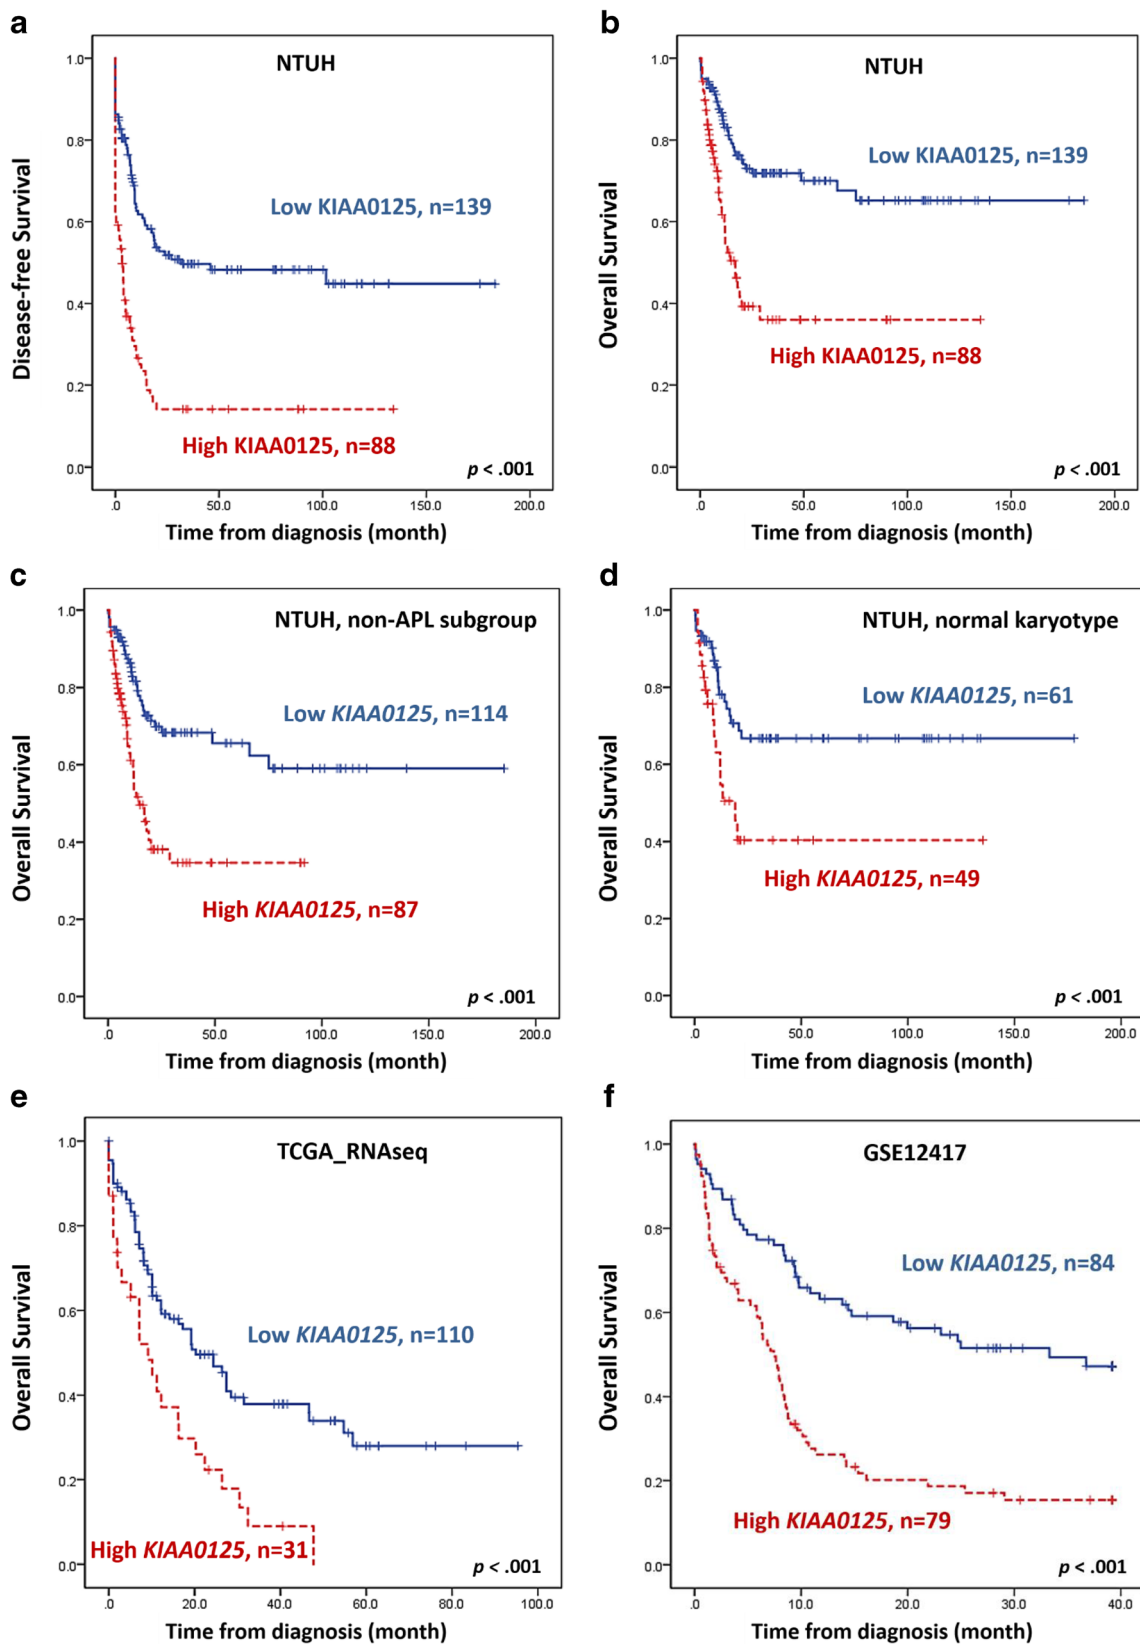 a
NTUH
Disease-free Survival
1.0
0.8
0.6
0.4
0.2
0.0
Low KIAA0125, n=139
High KIAA0125, n=88
p < .001
.0 50.0 100.0 150.0 200.0
Time from diagnosis (month)
b
NTUH
Overall Survival
1.0
0.8
0.6
0.4
0.2
0.0
Low KIAA0125, n=139
High KIAA0125, n=88
p < .001
.0 50.0 100.0 150.0 200.0
Time from diagnosis (month)
c
NTUH, non-APL subgroup
Overall Survival
1.0
0.8
0.6
0.4
0.2
0.0
Low KIAA0125, n=114
High KIAA0125, n=87
p < .001
.0 50.0 100.0 150.0 200.0
Time from diagnosis (month)
d
NTUH, normal karyotype
Overall Survival
1.0
0.8
0.6
0.4
0.2
0.0
Low KIAA0125, n=61
High KIAA0125, n=49
p < .001
.0 50.0 100.0 150.0 200.0
Time from diagnosis (month)
e
TCGA_RNAseq
Overall Survival
1.0
0.8
0.6
0.4
0.2
0.0
Low KIAA0125, n=110
High KIAA0125, n=31
p < .001
.0 20.0 40.0 60.0 80.0 100.0
Time from diagnosis (month)
f
GSE12417
Overall Survival
1.0
0.8
0.6
0.4
0.2
0.0
Low KIAA0125, n=84
High KIAA0125, n=79
p < .001
.0 10.0 20.0 30.0 40.0
Time from diagnosis (month)